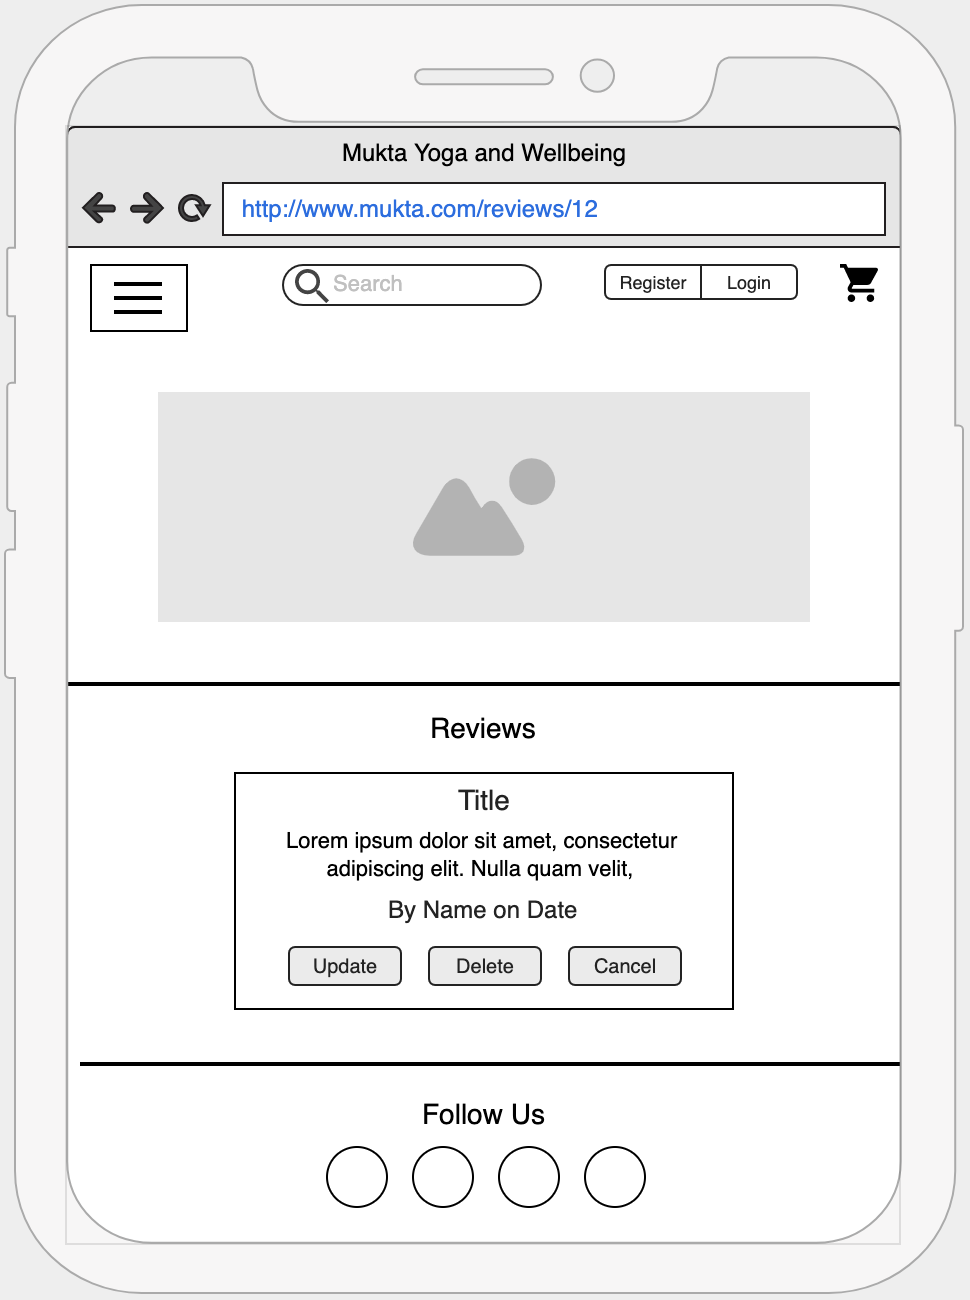 Mukta Yoga and Wellbeing
http://www.mukta.com/reviews/12
Search
Register
Login
Reviews
Title
Lorem ipsum dolor sit amet, consectetur
adipiscing elit. Nulla quam velit,
By Name on Date
Update
Delete
Cancel
Follow Us